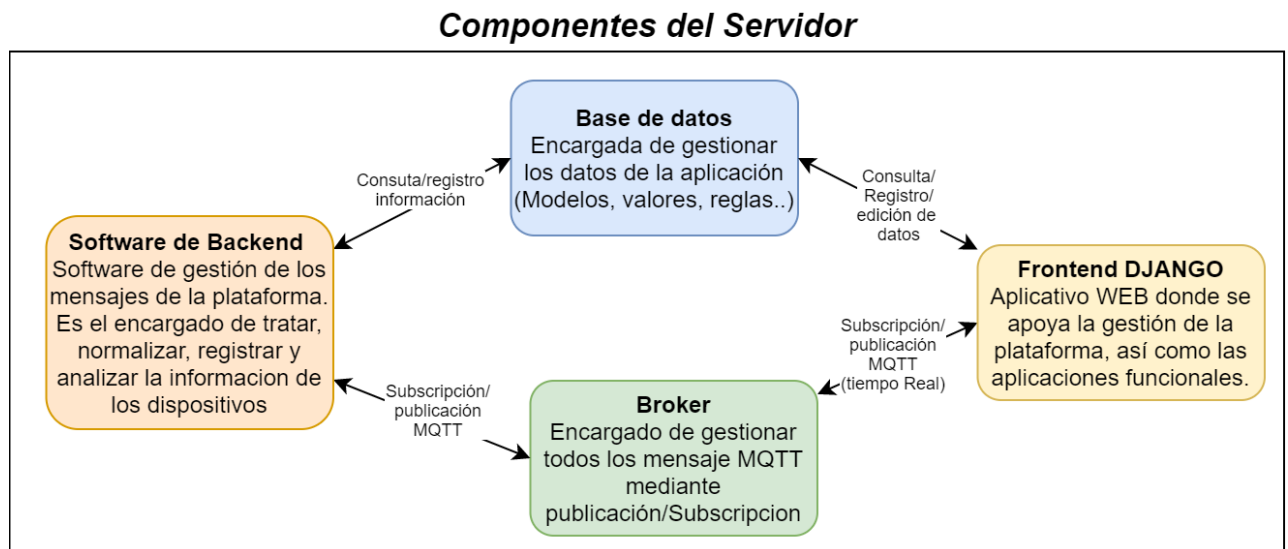 Componentes del Servidor
Base de datos
Encargada de gestionar
los datos de la aplicación
(Modelos, valores, reglas..)
Consuta/registro
información
Consulta/
Registro/
edición de
datos
Software de Backend
Software de gestión de los
mensajes de la plataforma.
Es el encargado de tratar,
normalizar, registrar y
analizar la informacion de
los dispositivos
Frontend DJANGO
Aplicativo WEB donde se
apoya la gestión de la
plataforma, así como las
aplicaciones funcionales.
Subscripción/
publicación
MQTT
(tiempo Real)
Subscripción/
publicación
MQTT
Broker
Encargado de gestionar
todos los mensaje MQTT
mediante
publicación/Subscripcion